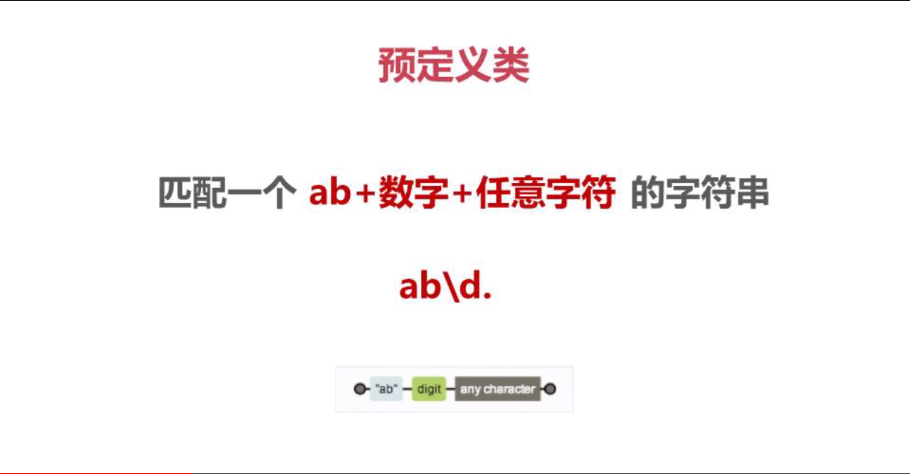 预定义类
匹配一个 ab+数字+任意字符 的字符串
ab\d.
"ab" digit any character